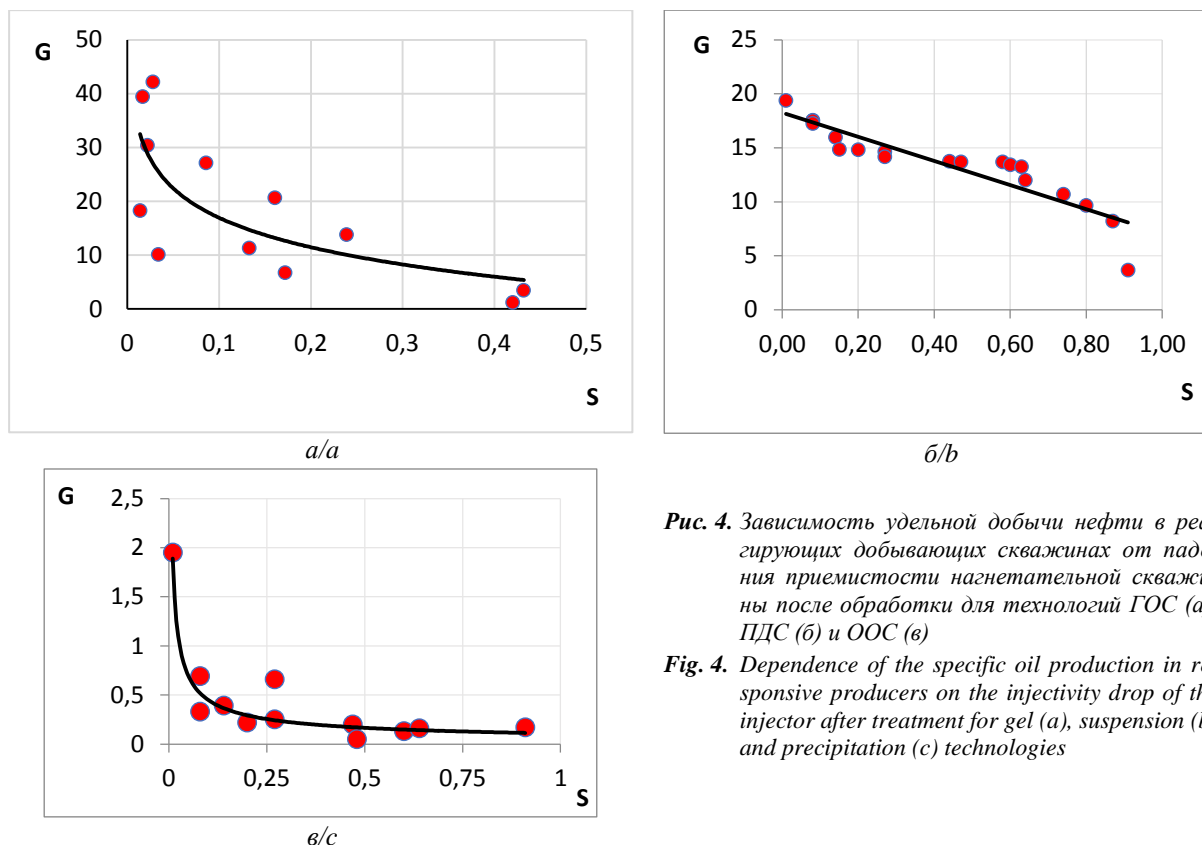 G
50
40
30
20
10
0
0 0,1 0,2 0,3 0,4 0,5
S
а/a
G
25
20
15
10
5
0
0,00 0,20 0,40 0,60 0,80 1,00
S
б/b
G
2,5
2
1,5
1
0,5
0
0 0,25 0,5 0,75 1
S
в/c
Рис. 4. Зависимость удельной добычи нефти в реа
гирующих добывающих скважинах от паде
ния приемистости нагнетательной скважи
ны после обработки для технологий ГОС (а)
ПДС (б) и ООС (в)
Fig. 4. Dependence of the specific oil production in re
sponsive producers on the injectivity drop of th
injector after treatment for gel (a), suspension (b
and precipitation (c) technologies